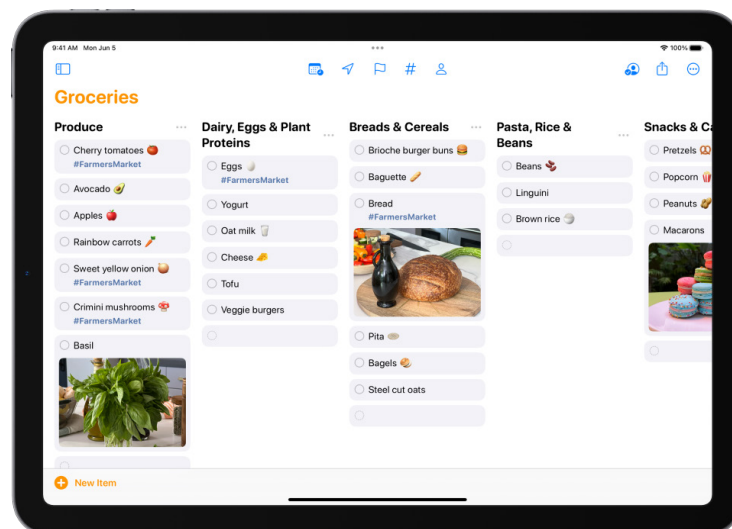 9:41 AM Mon Jun 5
100%
Groceries
Produce
Cherry tomatoes 🍅
#FarmersMarket
Avocado 🥑
Apples 🍎
Rainbow carrots 🥕
Sweet yellow onion 🧅
#FarmersMarket
Crimini mushrooms 🍄
#FarmersMarket
Basil
Dairy, Eggs & Plant
Proteins
Eggs 🥚
#FarmersMarket
Yogurt
Oat milk 🥛
Cheese 🧀
Tofu
Veggie burgers
Breads & Cereals
Brioche burger buns 🍔
Baguette 🥖
Bread
#FarmersMarket
Pita 🫓
Bagels 🥯
Steel cut oats
Pasta, Rice &
Beans
Beans 🫘
Linguini
Brown rice 🍚
Snacks & Ca
Pretzels 🥨
Popcorn 🍿
Peanuts 🥜
Macarons
New Item